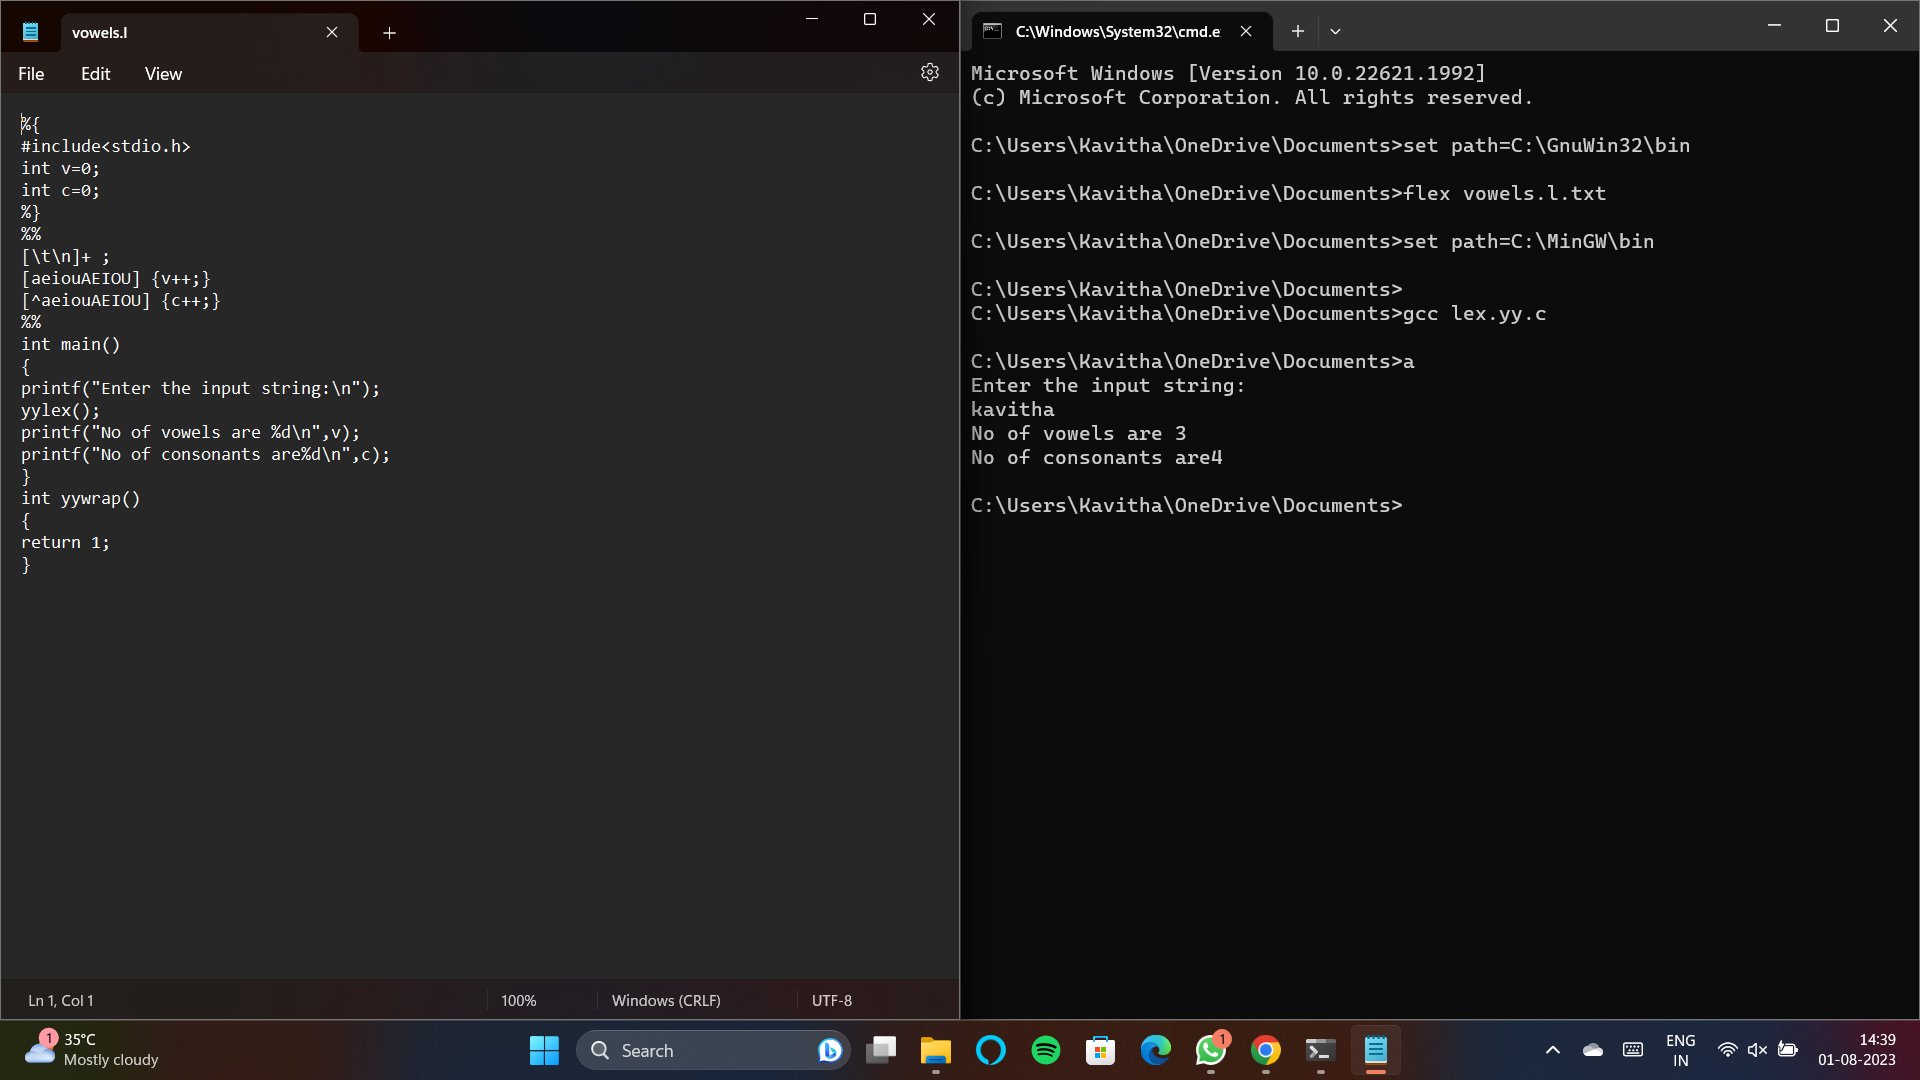 vowels.l
File Edit View
%{
#include<stdio.h>
int v=0;
int c=0;
%}
%%
[\t\n]+ ;
[aeiouAEIOU] {v++;}
[^aeiouAEIOU] {c++;}
%%
int main()
{
printf("Enter the input string:\n");
yylex();
printf("No of vowels are %d\n",v);
printf("No of consonants are%d\n",c);
}
int yywrap()
{
return 1;
}
Ln 1, Col 1 100% Windows (CRLF) UTF-8
C:\Windows\System32\cmd.e
Microsoft Windows [Version 10.0.22621.1992]
(c) Microsoft Corporation. All rights reserved.
C:\Users\Kavitha\OneDrive\Documents>set path=C:\GnuWin32\bin
C:\Users\Kavitha\OneDrive\Documents>flex vowels.l.txt
C:\Users\Kavitha\OneDrive\Documents>set path=C:\MinGW\bin
C:\Users\Kavitha\OneDrive\Documents>
C:\Users\Kavitha\OneDrive\Documents>gcc lex.yy.c
C:\Users\Kavitha\OneDrive\Documents>a
Enter the input string:
kavitha
No of vowels are 3
No of consonants are4
C:\Users\Kavitha\OneDrive\Documents>
1 35°C
Mostly cloudy
Search
1
ENG
IN
14:39
01-08-2023